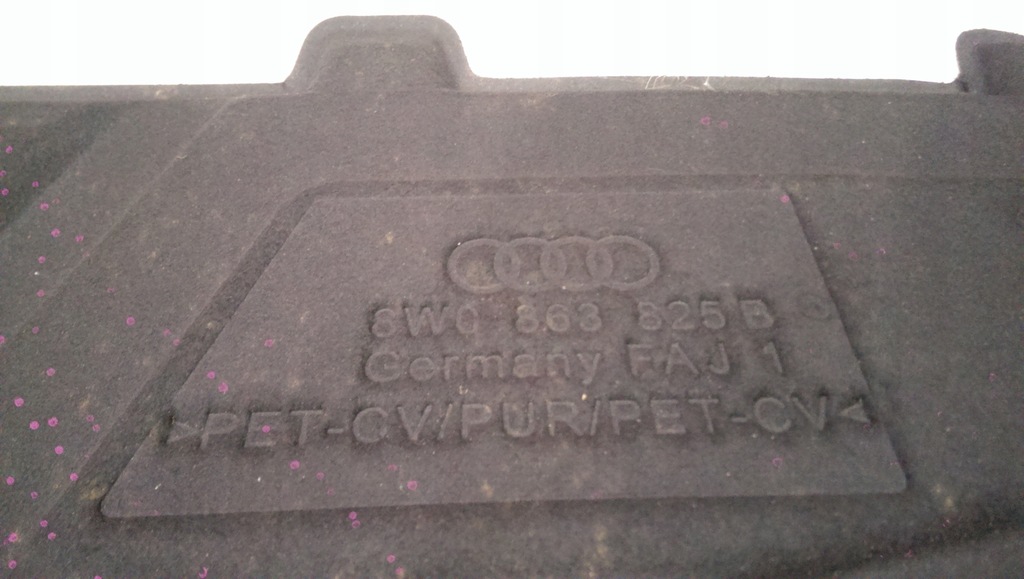 8W0 863 825 B
Germany FAJ 1
>PET-CV/PUR/PET-CV<